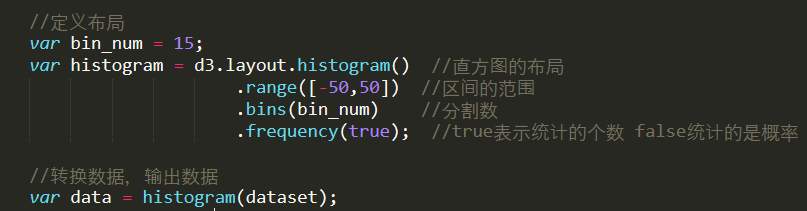 //定义布局
var bin_num = 15;
var histogram = d3.layout.histogram()  //直方图的布局
.range([-50,50])  //区间的范围
.bins(bin_num)    //分割数
.frequency(true);  //true表示统计的个数 false统计的是概率
//转换数据, 输出数据
var data = histogram(dataset);